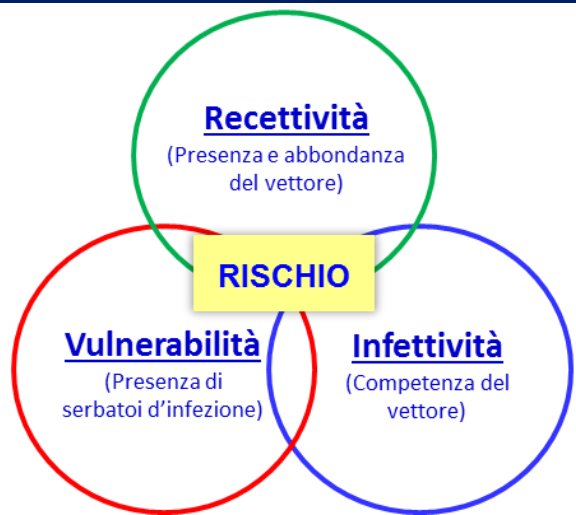 Recettività
(Presenza e abbondanza
del vettore)
RISCHIO
Vulnerabilità
(Presenza di
serbatoi d’infezione)
Infettività
(Competenza del
vettore)